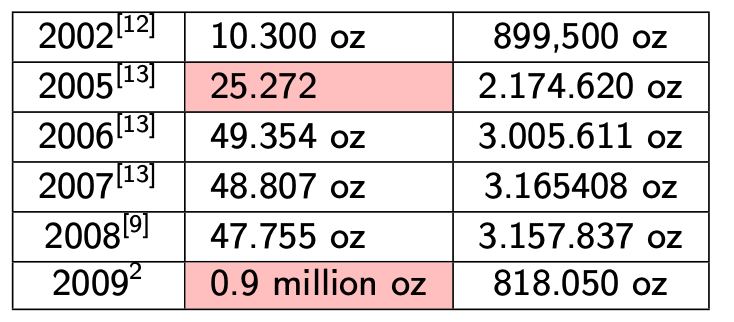 2002[12] 10.300 oz 899,500 oz
2005[13] 25.272 2.174.620 oz
2006[13] 49.354 oz 3.005.611 oz
2007[13] 48.807 oz 3.165408 oz
2008[9] 47.755 oz 3.157.837 oz
2009² 0.9 million oz 818.050 oz